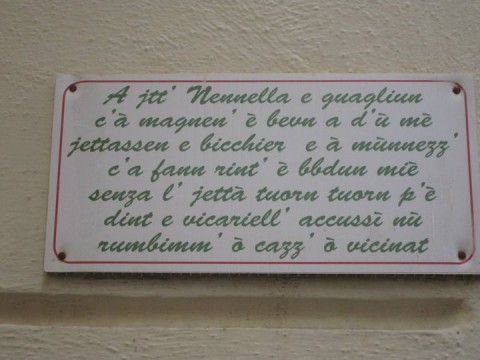 A jtt' Nennella e guagliun
c'à magnen' è bevn a d'ù mè
jettassen e bicchier e à mùnnezz'
c'a fann rint' è bbdun miè
senza l' jettà tuorn tuorn p'è
dint e vicariell' accussì nù
rumbimm' ò cazz' ò vicinat